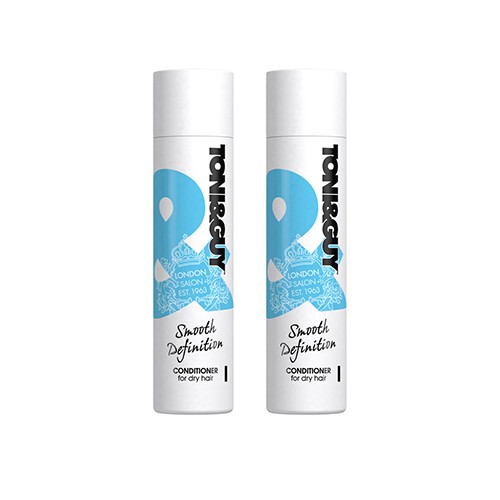 TONI&GUY
&
LONDON
SALON
EST. 1963
Smooth
Definition
CONDITIONER
for dry hair
TONI&GUY
&
LONDON
SALON
EST. 1963
Smooth
Definition
CONDITIONER
for dry hair